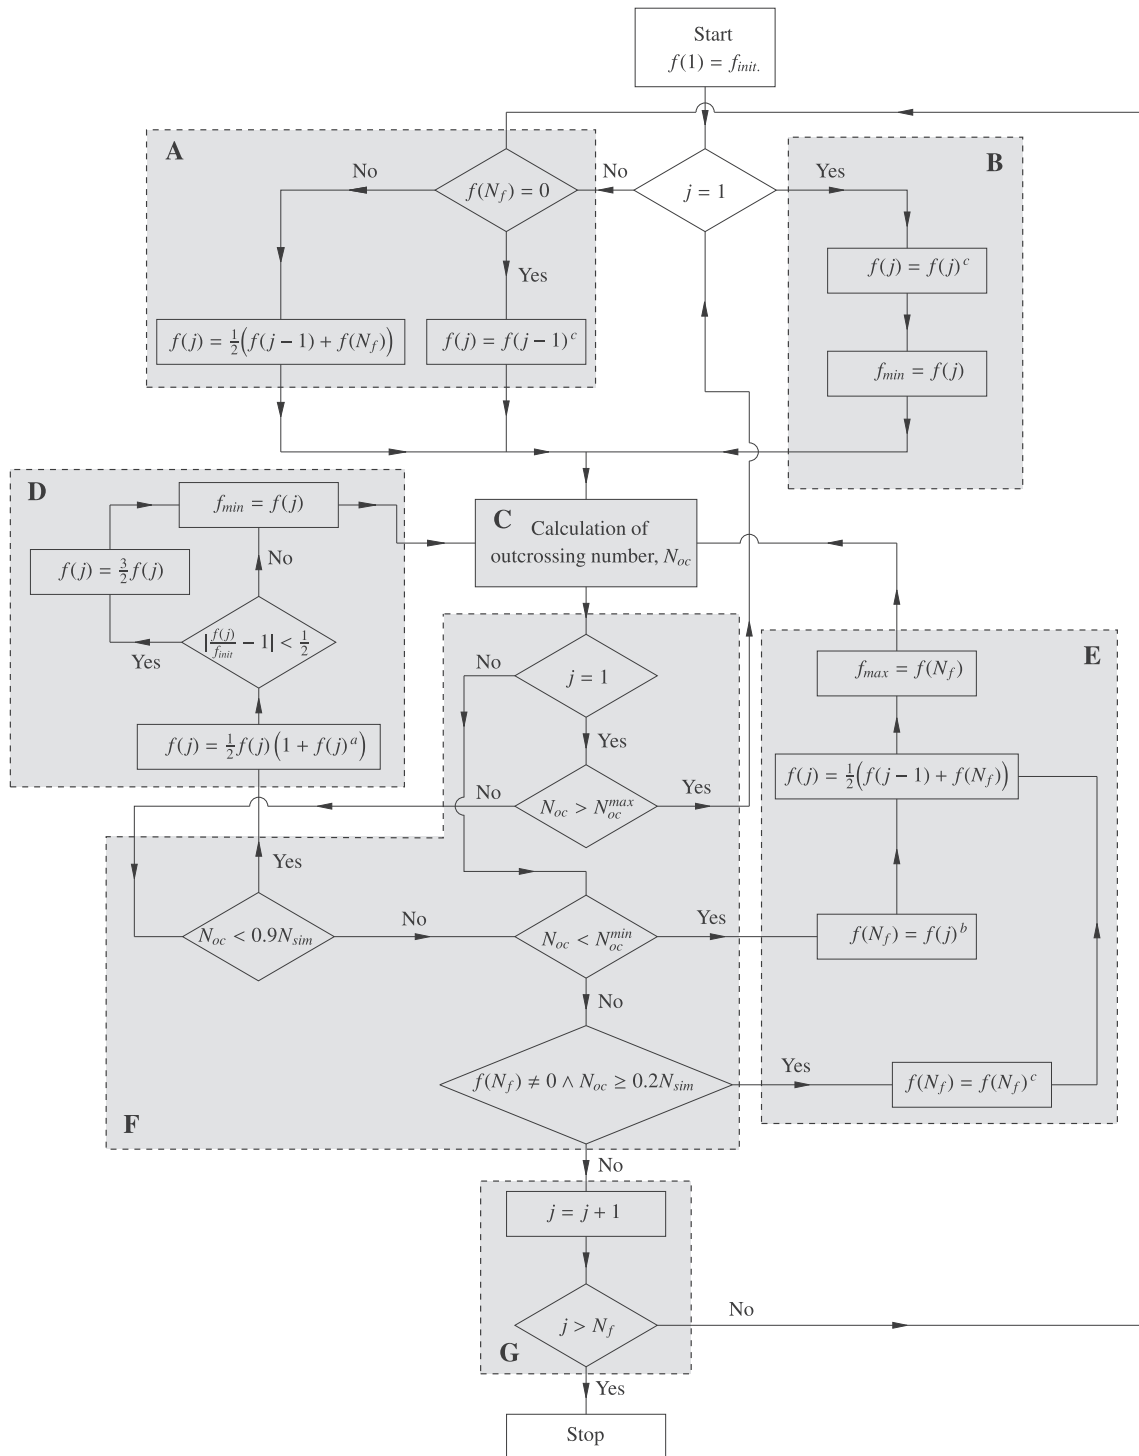 Start
f(1) = f_init.
A
No
f(N_f) = 0
No
j = 1
Yes
B
Yes
f(j) = f(j)^c
f(j) = ½(f(j − 1) + f(N_f))
f(j) = f(j − 1)^c
f_min = f(j)
D
f_min = f(j)
C
Calculation of
outcrossing number, N_oc
No
f(j) = 3/2 f(j)
|f(j)/f_init − 1| < ½
Yes
f(j) = ½ f(j)(1 + f(j)^a)
No
j = 1
Yes
E
f_max = f(N_f)
f(j) = ½(f(j − 1) + f(N_f))
No
N_oc > N_oc^max
Yes
Yes
N_oc < 0.9N_sim
No
N_oc < N_oc^min
Yes
f(N_f) = f(j)^b
No
f(N_f) ≠ 0 ∧ N_oc ≥ 0.2N_sim
Yes
f(N_f) = f(N_f)^c
F
No
j = j + 1
j > N_f
No
G
Yes
Stop